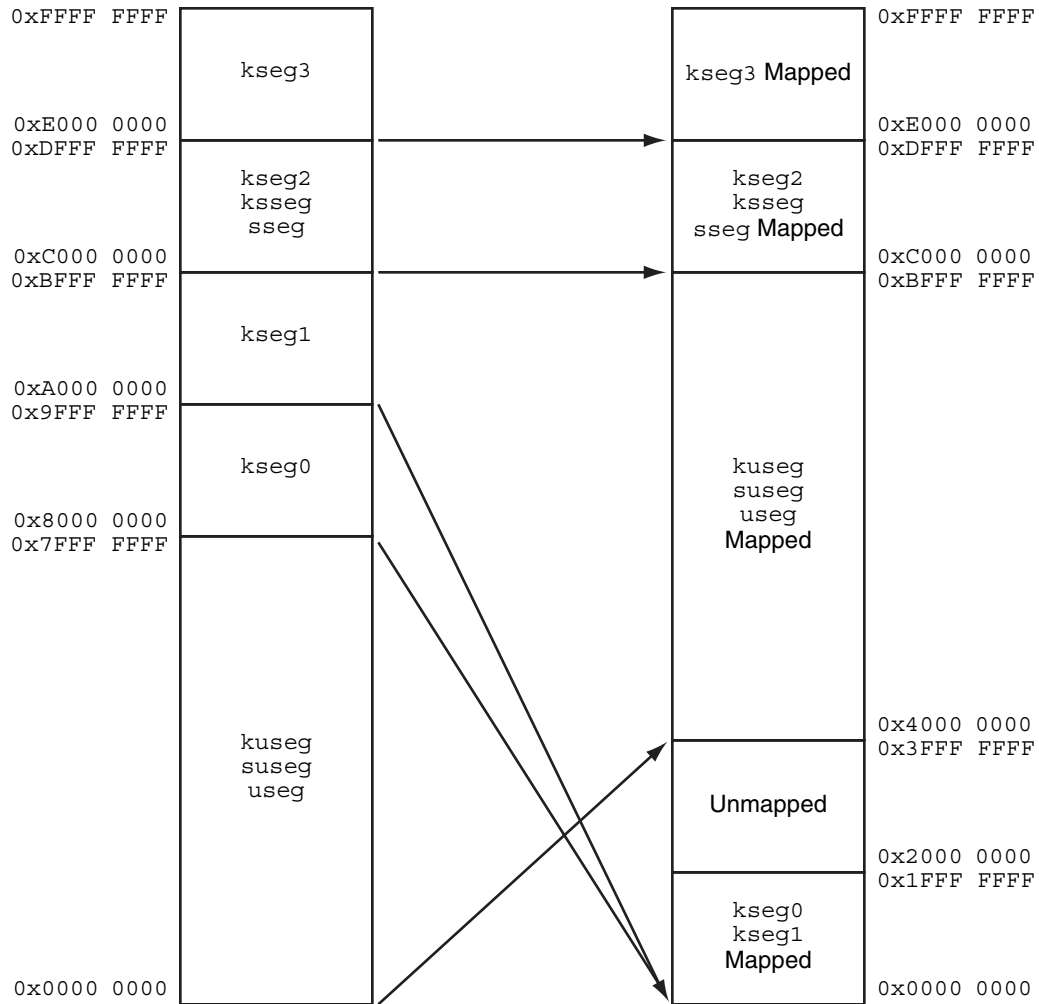 0xFFFF FFFF
kseg3
0xE000 0000
0xDFFF FFFF
kseg2
ksseg
sseg
0xC000 0000
0xBFFF FFFF
kseg1
0xA000 0000
0x9FFF FFFF
kseg0
0x8000 0000
0x7FFF FFFF
kuseg
suseg
useg
0x0000 0000
0xFFFF FFFF
kseg3 Mapped
0xE000 0000
0xDFFF FFFF
kseg2
ksseg
sseg Mapped
0xC000 0000
0xBFFF FFFF
kuseg
suseg
useg
Mapped
0x4000 0000
0x3FFF FFFF
Unmapped
0x2000 0000
0x1FFF FFFF
kseg0
kseg1
Mapped
0x0000 0000